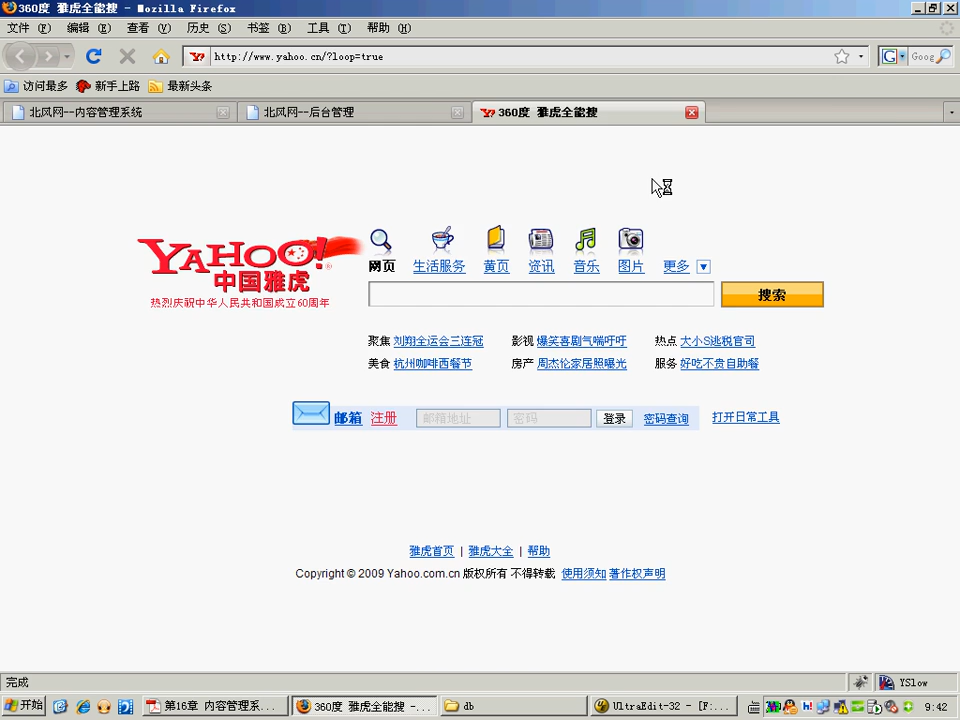 360度 雅虎全能搜 - Mozilla Firefox
文件(F) 编辑(E) 查看(V) 历史(S) 书签(B) 工具(T) 帮助(H)
http://www.yahoo.cn/?loop=true
Goog
访问最多 新手上路 最新头条
北风网--内容管理系统 北风网--后台管理 360度 雅虎全能搜
YAHOO!
中国雅虎
热烈庆祝中华人民共和国成立60周年
网页 生活服务 黄页 资讯 音乐 图片 更多
搜索
聚焦 刘翔全运会三连冠 影视 爆笑喜剧气喘吁吁 热点 大小S逃税官司
美食 杭州咖啡西餐节 房产 周杰伦家居照曝光 服务 好吃不贵自助餐
邮箱 注册 邮箱地址 密码 登录 密码查询 打开日常工具
雅虎首页 | 雅虎大全 | 帮助
Copyright © 2009 Yahoo.com.cn 版权所有 不得转载 使用须知 著作权声明
完成 YSlow
开始 第16章 内容管理系... 360度 雅虎全能搜 -... db UltraEdit-32 - [F:... 9:42